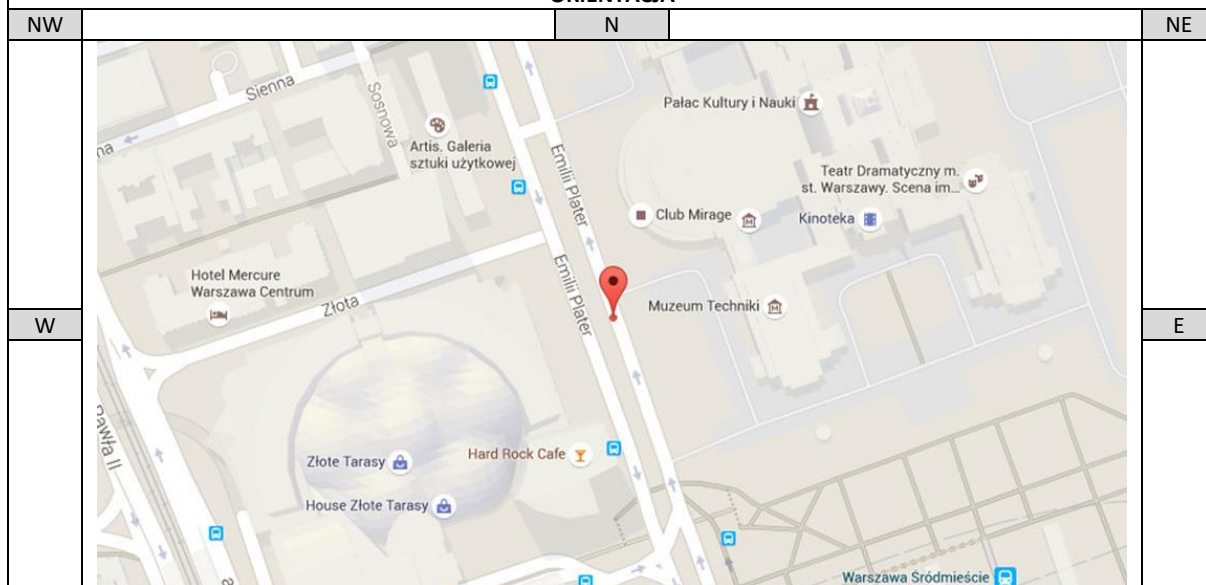 NW
N
NE
Sienna
Sosnowa
na
Artis. Galeria
sztuki użytkowej
Emilii Plater
Pałac Kultury i Nauki
Teatr Dramatyczny m.
st. Warszawy. Scena im...
Club Mirage
Kinoteka
Hotel Mercure
Warszawa Centrum
Złota
Emilii Plater
Muzeum Techniki
W
E
Pawła II
Hard Rock Cafe
Złote Tarasy
House Złote Tarasy
Warszawa Śródmieście